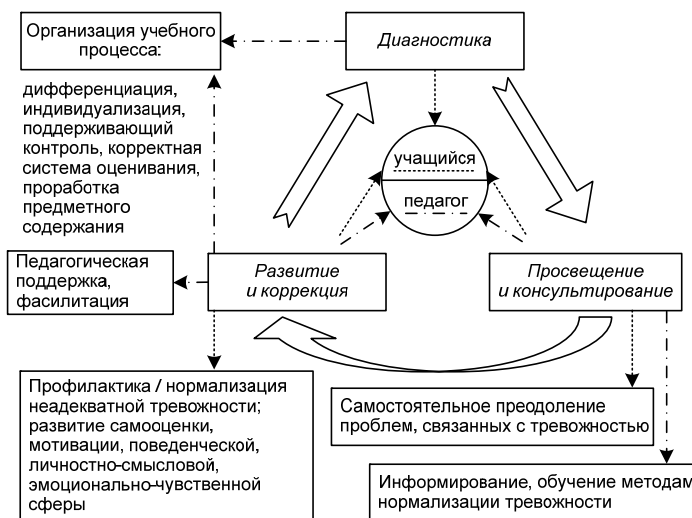 Организация учебного
процесса:
дифференциация,
индивидуализация,
поддерживающий
контроль, корректная
система оценивания,
проработка
предметного
содержания
Диагностика
учащийся
педагог
Педагогическая
поддержка,
фасилитация
Развитие
и коррекция
Просвещение
и консультирование
Профилактика / нормализация
неадекватной тревожности;
развитие самооценки,
мотивации, поведенческой,
личностно-смысловой,
эмоционально-чувственной
сферы
Самостоятельное преодоление
проблем, связанных с тревожностью
Информирование, обучение методам
нормализации тревожности